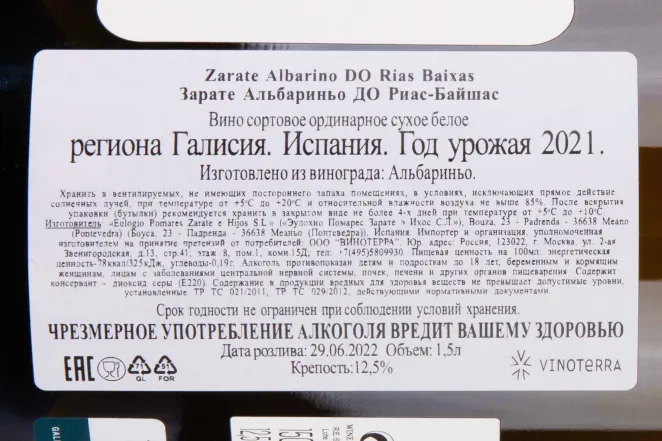 Zarate Albarino DO Rias Baixas
Зарате Альбариньо ДО Риас-Байшас
Вино сортовое ординарное сухое белое
региона Галисия. Испания. Год урожая 2021.
Изготовлено из винограда: Альбариньо.
Хранить в вентилируемых, не имеющих постороннего запаха помещениях, в условиях, исключающих прямое действие
солнечных лучей, при температуре от +5°С до +20°С и относительной влажности воздуха не выше 85%. После вскрытия
упаковки (бутылки) рекомендуется хранить в закрытом виде не более 4-х дней при температуре от +5°С до +10°С.
Изготовитель «Eulogio Pomares Zarate e Hijos S.L.» («Эулохио Помарес Зарате э Ихос С.Л.»), Bouza, 23 - Padrenda - 36638 Meano
(Pontevedra) (Боуса, 23 - Падренда - 36638 Меаньо (Понтеведра)), Испания. Импортер и организация, уполномоченная
изготовителем на принятие претензий от потребителей: ООО "ВИНОТЕРРА". Юр. адрес: Россия, 123022, г. Москва, ул. 2-ая
Звенигородская, д.13, стр.41, этаж 8, пом.1, комн.15Д; тел: +7(495)5809930 Пищевая ценность на 100мл: энергетическая
ценность-78ккал/325кДж, углеводы-0,19г. Алкоголь противопоказан детям и подросткам до 18 лет, беременным и кормящим
женщинам, лицам с заболеваниями центральной нервной системы, почек, печени и других органов пищеварения. Содержит
консервант - диоксид серы (Е220). Содержание в продукции вредных для здоровья веществ не превышает допустимые уровни,
установленные ТР ТС 021/2011, ТР ТС 029/2012, действующими нормативными документами.
Срок годности не ограничен при соблюдении условий хранения.
ЧРЕЗМЕРНОЕ УПОТРЕБЛЕНИЕ АЛКОГОЛЯ ВРЕДИТ ВАШЕМУ ЗДОРОВЬЮ
Дата розлива: 29.06.2022 Объем: 1,5л
Крепость: 12,5%
EAC 71 GL 51 FOR
VINOTERRA